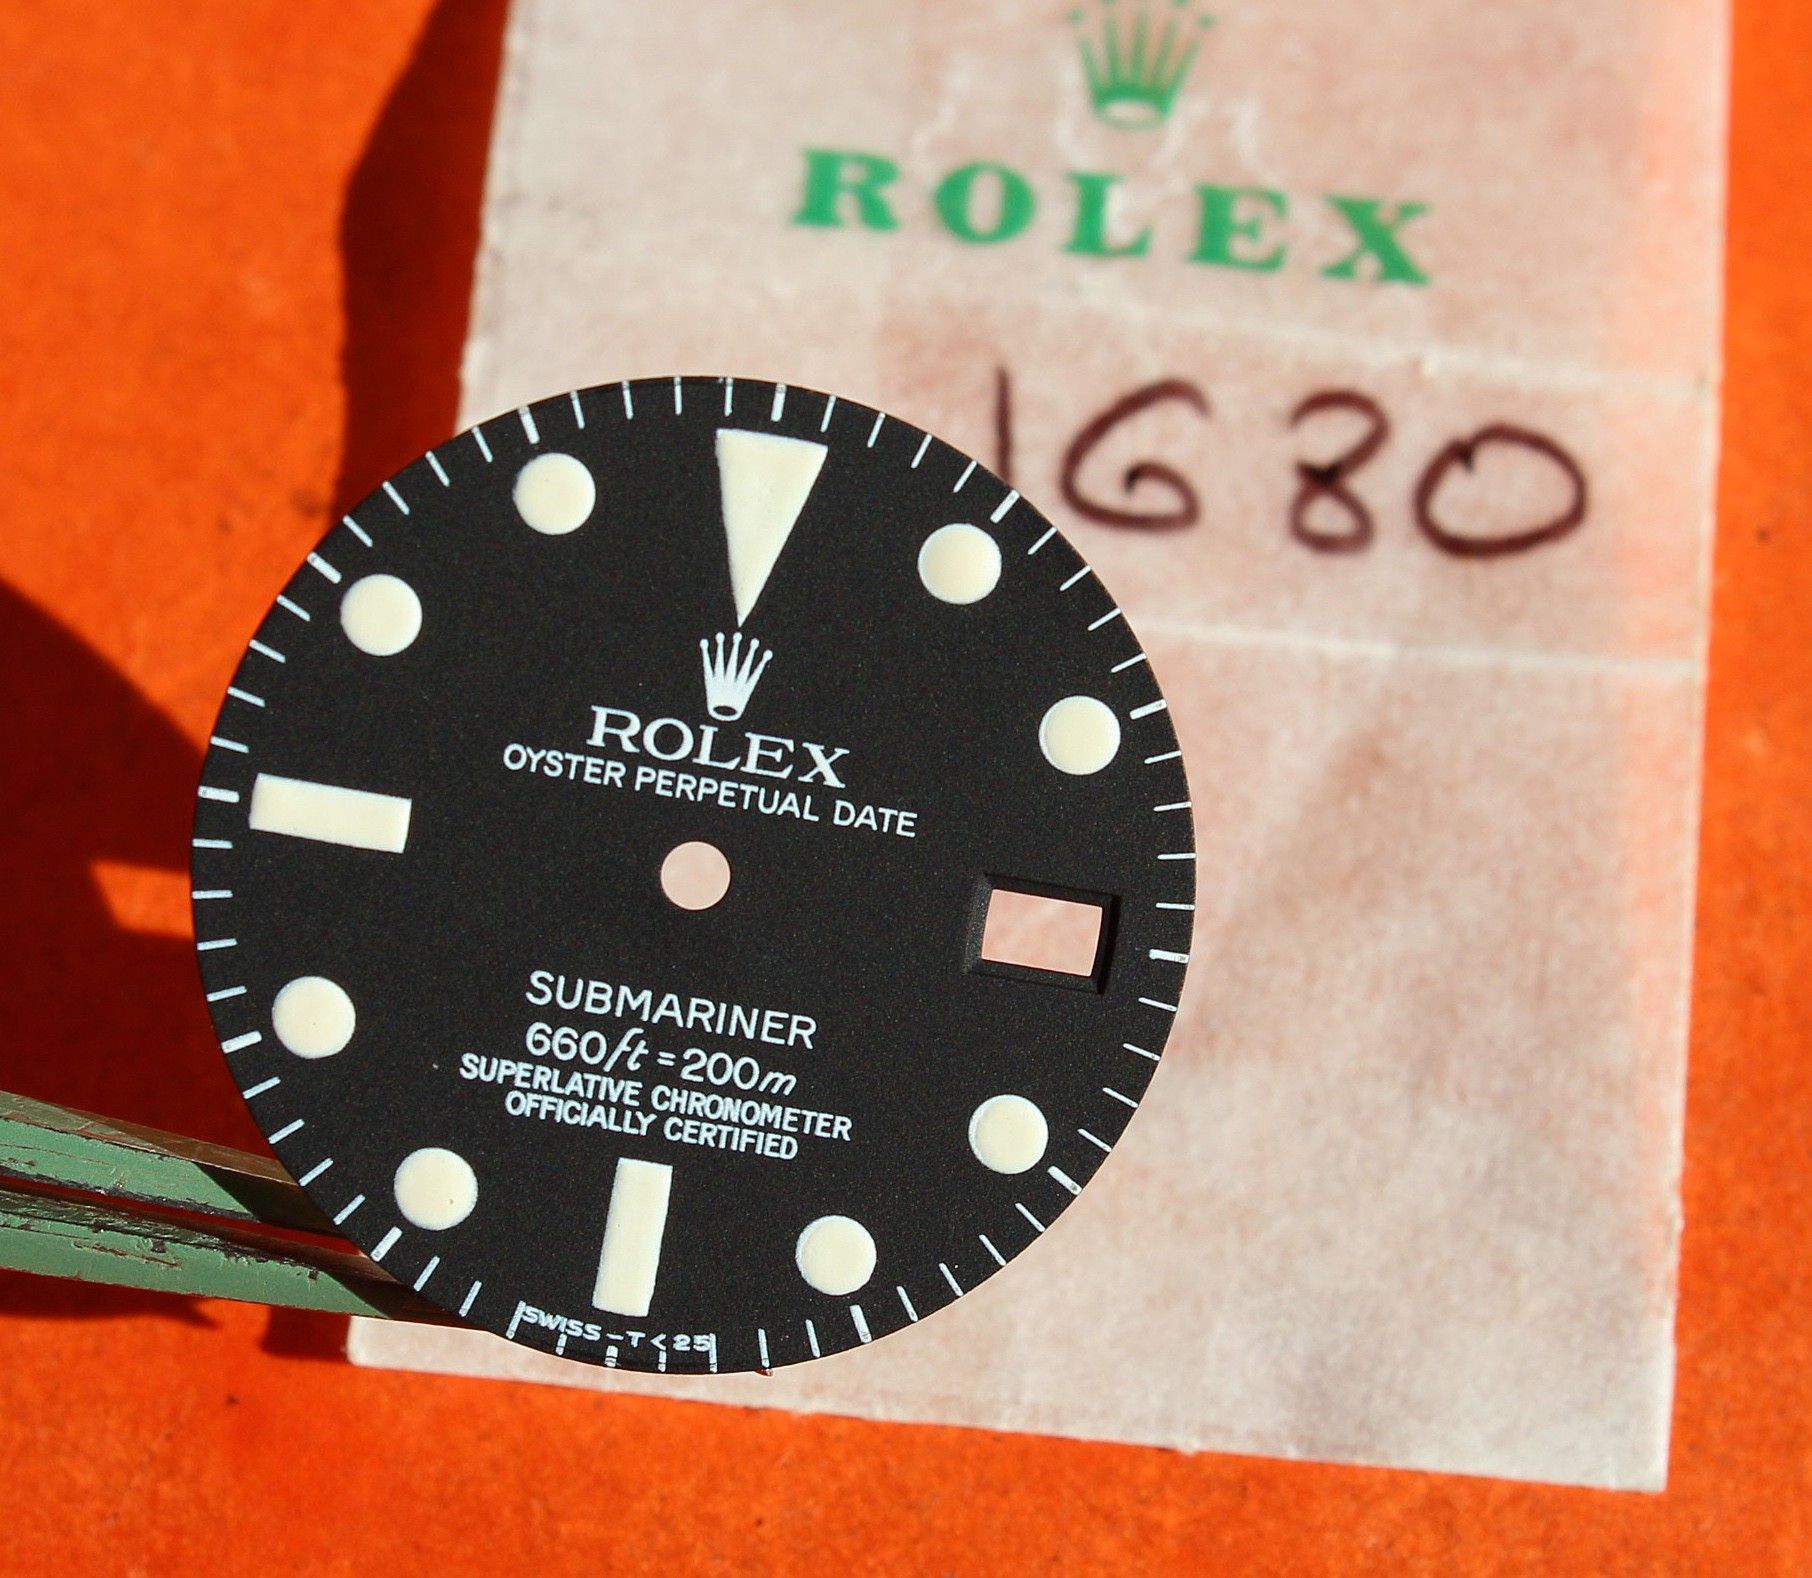 ROLEX
1680
ROLEX
OYSTER PERPETUAL DATE
SUBMARINER
660ft = 200m
SUPERLATIVE CHRONOMETER
OFFICIALLY CERTIFIED
SWISS – T < 25